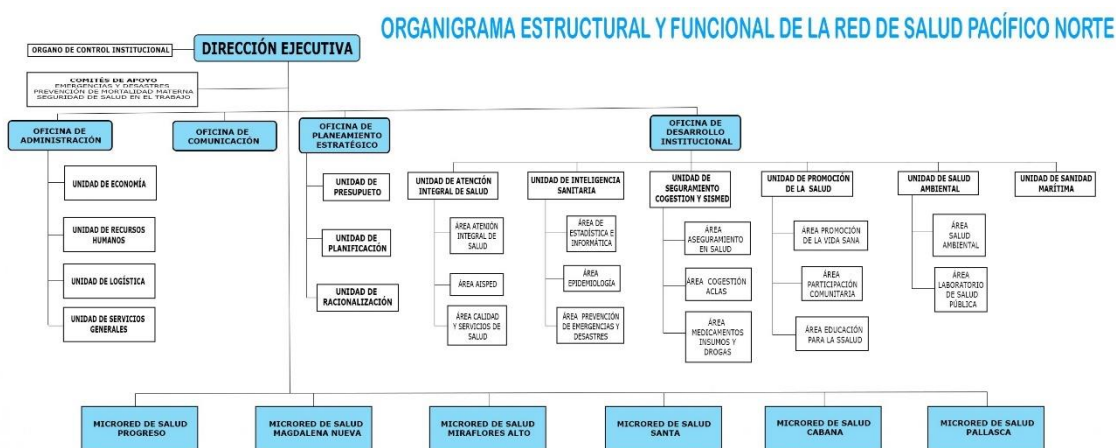 ORGANIGRAMA ESTRUCTURAL Y FUNCIONAL DE LA RED DE SALUD PACÍFICO NORTE
ORGANO DE CONTROL INSTITUCIONAL
DIRECCIÓN EJECUTIVA
COMITÉS DE APOYO
EMERGENCIAS Y DESASTRES
PREVENCIÓN DE MORTALIDAD MATERNA
SEGURIDAD DE SALUD EN EL TRABAJO
OFICINA DE
ADMINISTRACIÓN
OFICINA DE
COMUNICACIÓN
OFICINA DE
PLANEAMIENTO
ESTRATÉGICO
OFICINA DE
DESARROLLO
INSTITUCIONAL
UNIDAD DE ECONOMÍA
UNIDAD DE RECURSOS
HUMANOS
UNIDAD DE LOGÍSTICA
UNIDAD DE SERVICIOS
GENERALES
UNIDAD DE
PRESUPUETO
UNIDAD DE
PLANIFICACIÓN
UNIDAD DE
RACIONALIZACIÓN
UNIDAD DE ATENCIÓN
INTEGRAL DE SALUD
ÁREA ATENIÓN
INTEGRAL DE
SALUD
ÁREA AISPED
ÁREA CALIDAD
Y SERVICIOS DE
SALUD
UNIDAD DE INTELIGENCIA
SANITARIA
ÁREA DE
ESTADÍSTICA E
INFORMÁTICA
ÁREA
EPIDEMIOLOGÍA
ÁREA PREVENCIÓN
DE EMERGENCIAS Y
DESASTRES
UNIDAD DE
SEGURAMIENTO
COGESTION Y SISMED
ÁREA
ASEGURAMIENTO
EN SALUD
ÁREA COGESTIÓN
ACLAS
ÁREA
MEDICAMENTOS
INSUMOS Y
DROGAS
UNIDAD DE PROMOCIÓN
DE LA SALUD
ÁREA PROMOCIÓN
DE LA VIDA SANA
ÁREA
PARTICIPACIÓN
COMUNITARIA
ÁREA EDUCACIÓN
PARA LA SSALUD
UNIDAD DE SALUD
AMBIENTAL
ÁREA
SALUD
AMBIENTAL
ÁREA
LABORATORIO
DE SALUD
PÚBLICA
UNIDAD DE SANIDAD
MARÍTIMA
MICRORED DE SALUD
PROGRESO
MICRORED DE SALUD
MAGDALENA NUEVA
MICRORED DE SALUD
MIRAFLORES ALTO
MICRORED DE SALUD
SANTA
MICRORED DE SALUD
CABANA
MICRORED DE SALUD
PALLASCA